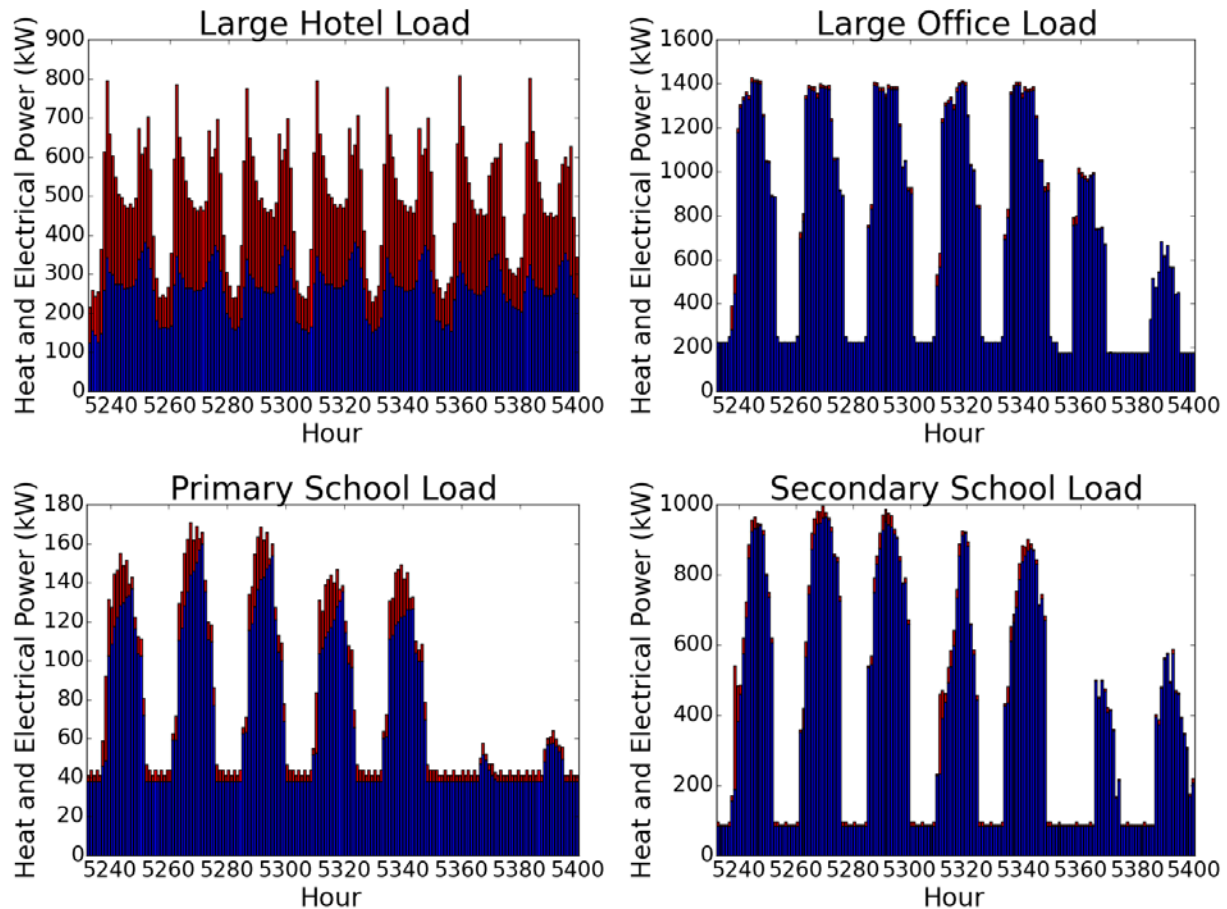 Large Hotel Load
Heat and Electrical Power (kW)
900
800
700
600
500
400
300
200
100
0
5240 5260 5280 5300 5320 5340 5360 5380 5400
Hour
Large Office Load
Heat and Electrical Power (kW)
1600
1400
1200
1000
800
600
400
200
0
5240 5260 5280 5300 5320 5340 5360 5380 5400
Hour
Primary School Load
Heat and Electrical Power (kW)
180
160
140
120
100
80
60
40
20
0
5240 5260 5280 5300 5320 5340 5360 5380 5400
Hour
Secondary School Load
Heat and Electrical Power (kW)
1000
800
600
400
200
0
5240 5260 5280 5300 5320 5340 5360 5380 5400
Hour